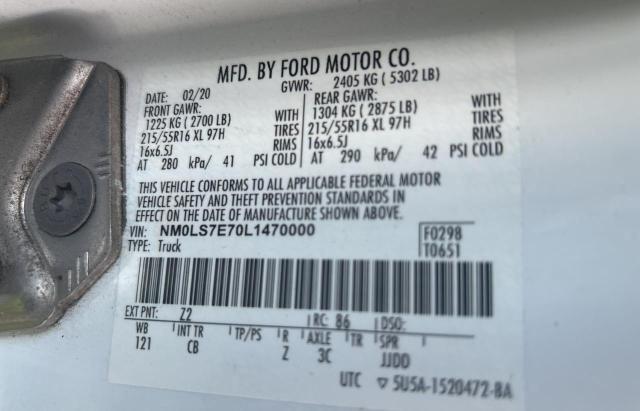 MFD. BY FORD MOTOR CO.
DATE: 02/20 GVWR: 2405 KG ( 5302 LB)
FRONT GAWR: REAR GAWR:
1225 KG ( 2700 LB) WITH 1304 KG ( 2875 LB) WITH
215/55R16 XL 97H TIRES 215/55R16 XL 97H TIRES
16x6.5J RIMS 16x6.5J RIMS
AT 280 kPa/ 41 PSI COLD AT 290 kPa/ 42 PSI COLD
THIS VEHICLE CONFORMS TO ALL APPLICABLE FEDERAL MOTOR
VEHICLE SAFETY AND THEFT PREVENTION STANDARDS IN
EFFECT ON THE DATE OF MANUFACTURE SHOWN ABOVE.
VIN: NM0LS7E70L1470000 F0298
TYPE: Truck T0651
EXT PNT: Z2 RC: 86 DSO:
WB INT TR TP/PS R AXLE TR SPR
121 CB Z 3C JJDD
UTC ▽ 5U5A-1520472-BA